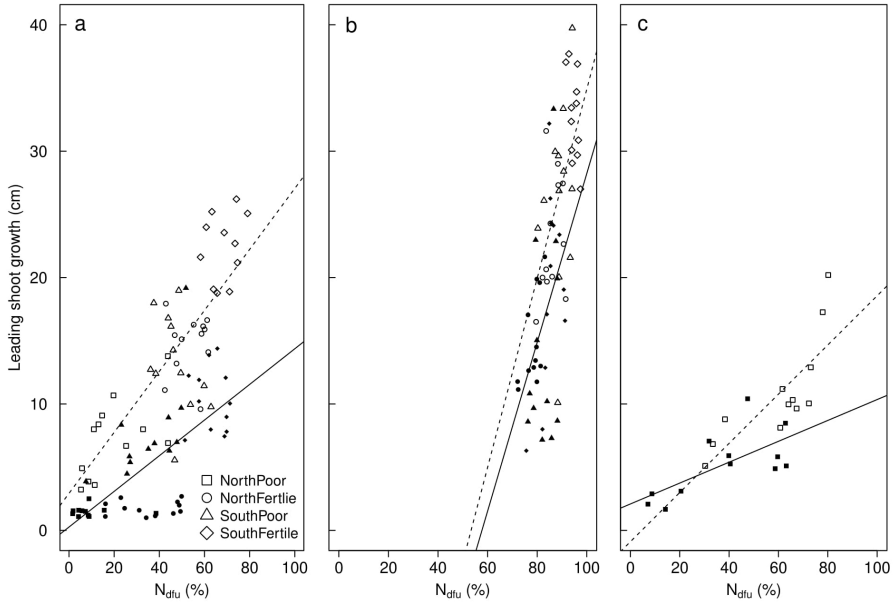 a
b
c
40
30
20
10
0
Leading shoot growth (cm)
NorthPoor
NorthFertlie
SouthPoor
SouthFertile
0 20 40 60 80 100
0 20 40 60 80 100
0 20 40 60 80 100
Ndfu (%)
Ndfu (%)
Ndfu (%)